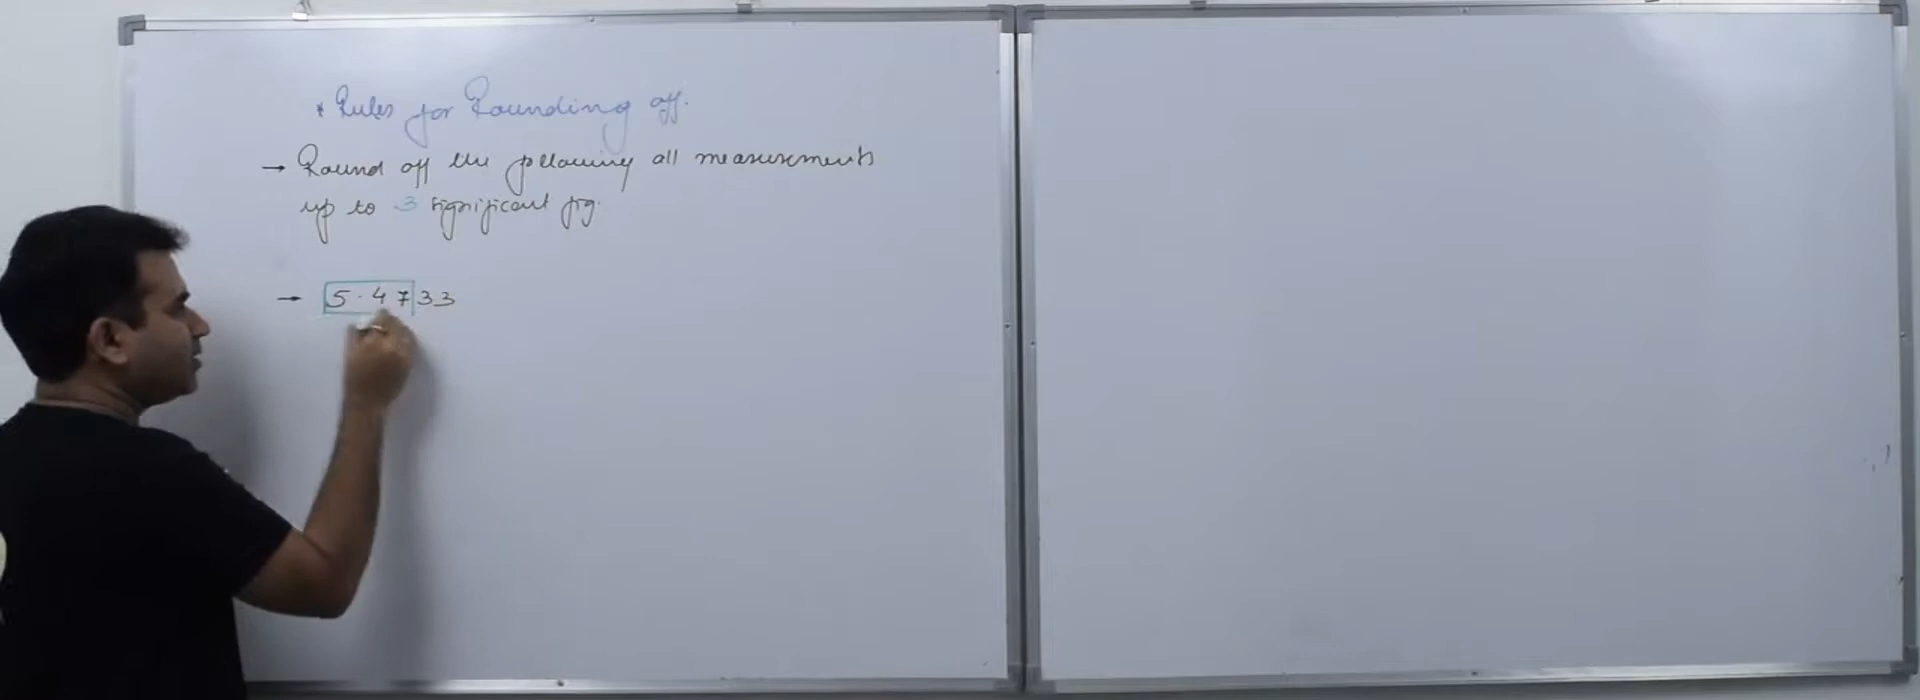 * Rules for Rounding off.
→ Round off the following all measurements
up to 3 significant fig.
→ 5.4733